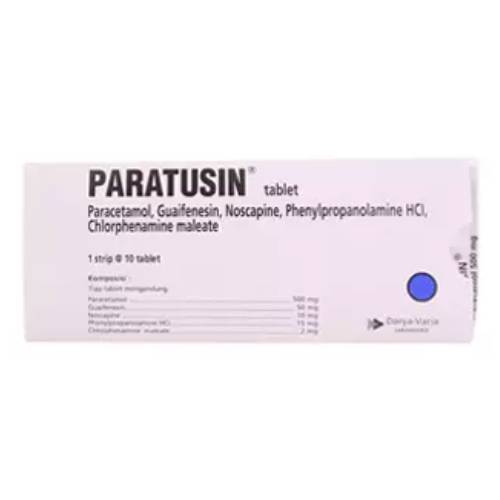 PARATUSIN® tablet
Paracetamol, Guaifenesin, Noscapine, Phenylpropanolamine HCl,
Chlorphenamine maleate
1 strip @ 10 tablet
Komposisi :
Tiap tablet mengandung
Paracetamol 500 mg
Guaifenesin 50 mg
Noscapine 10 mg
Phenylpropanolamine HCl 15 mg
Chlorphenamine maleate 2 mg
Darya-Varia
LABORATORIA